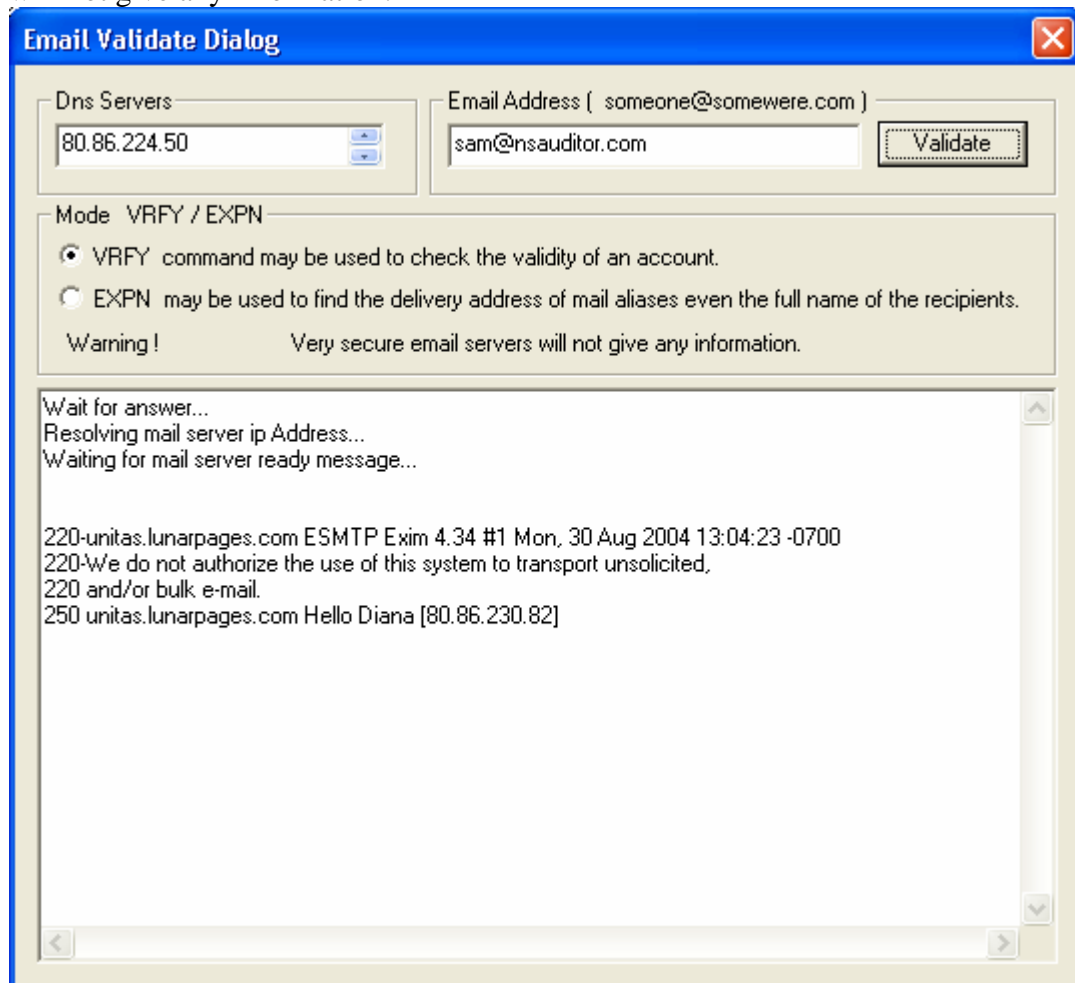 Email Validate Dialog
Dns Servers
80.86.224.50
Email Address ( someone@somewere.com )
sam@nsauditor.com
Validate
Mode VRFY / EXPN
VRFY command may be used to check the validity of an account.
EXPN may be used to find the delivery address of mail aliases even the full name of the recipients.
Warning ! Very secure email servers will not give any information.
Wait for answer...
Resolving mail server ip Address...
Waiting for mail server ready message...
220-unitas.lunarpages.com ESMTP Exim 4.34 #1 Mon, 30 Aug 2004 13:04:23 -0700
220-We do not authorize the use of this system to transport unsolicited,
220 and/or bulk e-mail.
250 unitas.lunarpages.com Hello Diana [80.86.230.82]